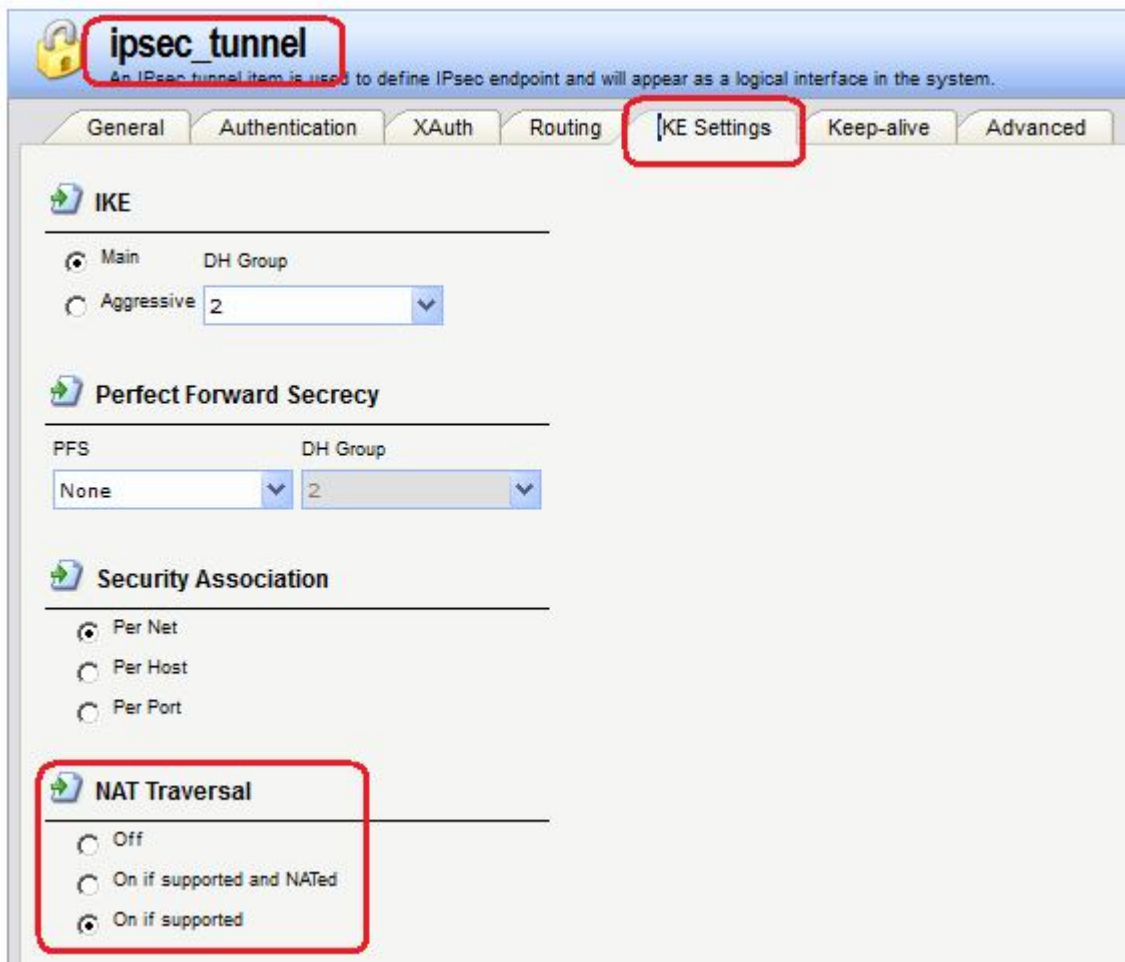 ipsec_tunnel
An IPsec tunnel item is used to define IPsec endpoint and will appear as a logical interface in the system.
General Authentication XAuth Routing IKE Settings Keep-alive Advanced
IKE
Main DH Group
Aggressive 2
Perfect Forward Secrecy
PFS DH Group
None 2
Security Association
Per Net
Per Host
Per Port
NAT Traversal
Off
On if supported and NATed
On if supported